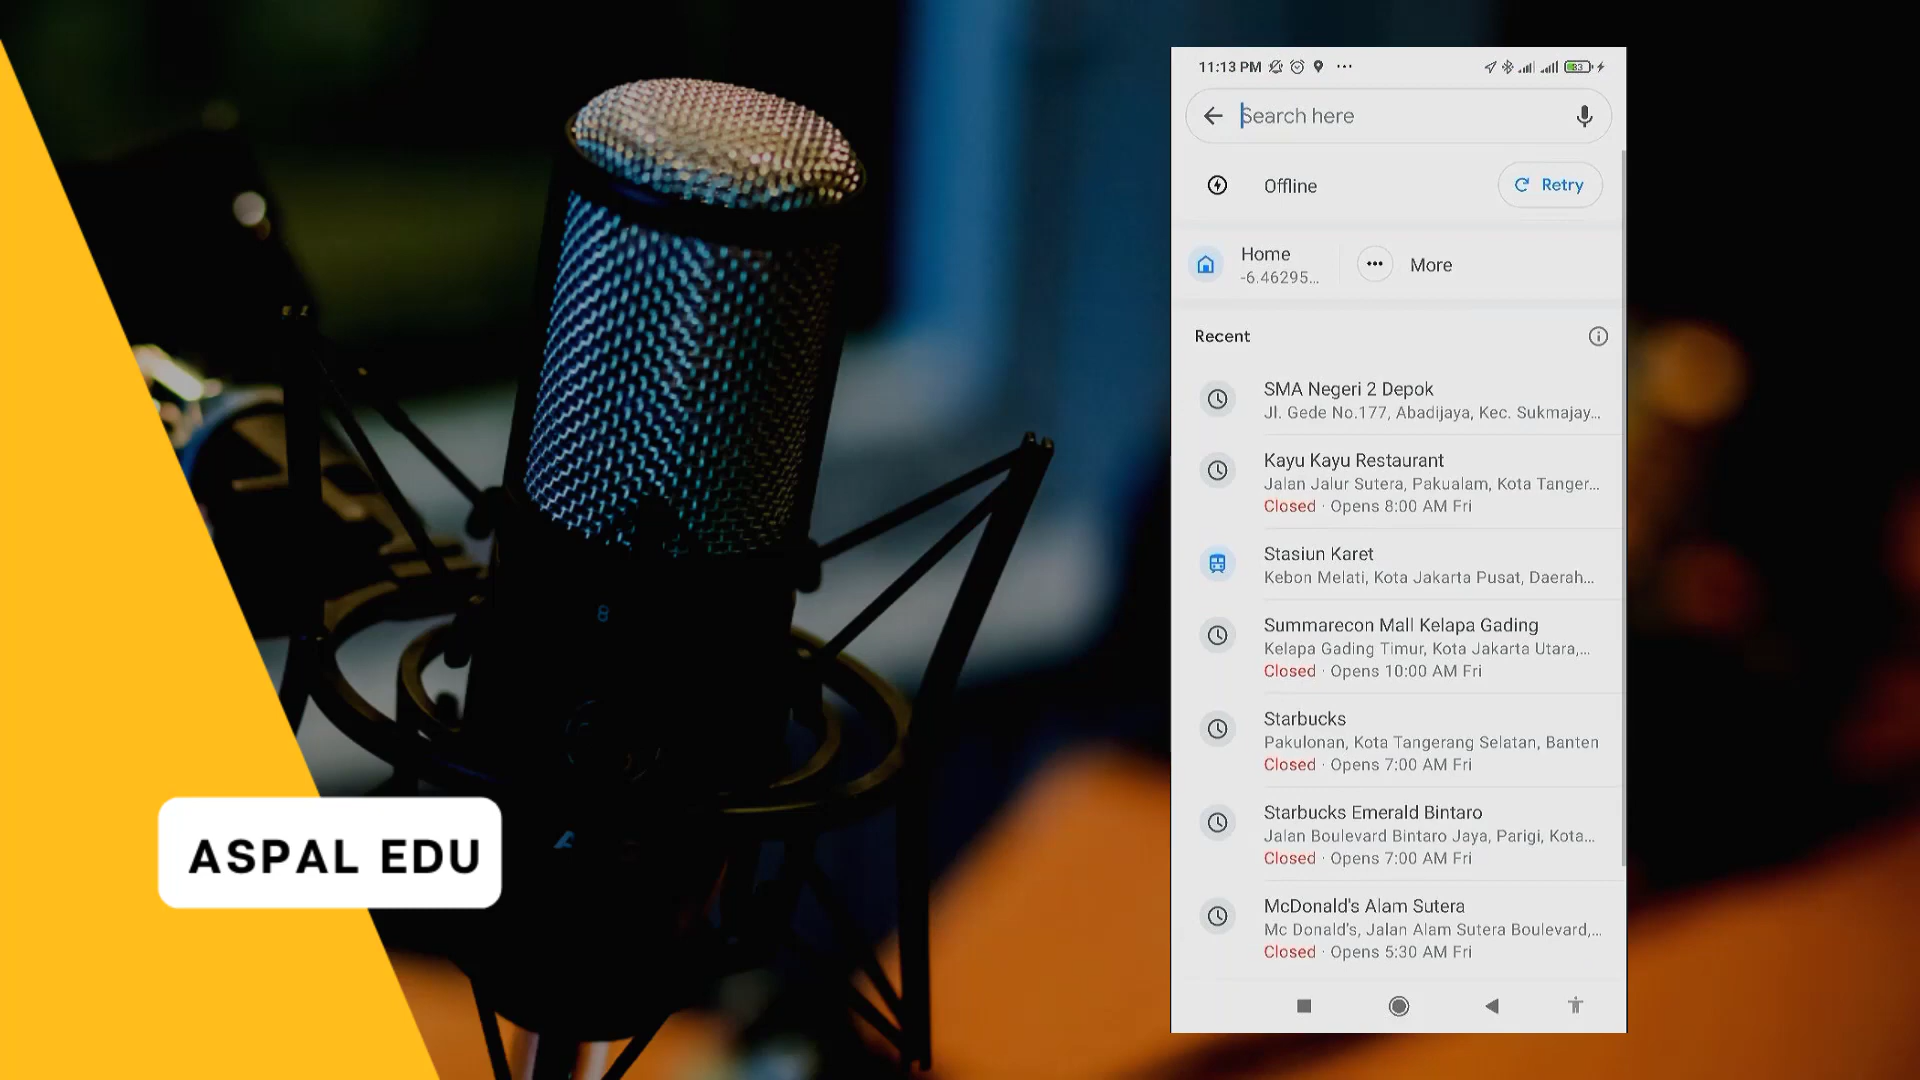 ASPAL EDU
11:13 PM
83
Search here
Offline
Retry
Home
-6.46295...
More
Recent
SMA Negeri 2 Depok
Jl. Gede No.177, Abadijaya, Kec. Sukmajay...
Kayu Kayu Restaurant
Jalan Jalur Sutera, Pakualam, Kota Tanger...
Closed · Opens 8:00 AM Fri
Stasiun Karet
Kebon Melati, Kota Jakarta Pusat, Daerah...
Summarecon Mall Kelapa Gading
Kelapa Gading Timur, Kota Jakarta Utara,...
Closed · Opens 10:00 AM Fri
Starbucks
Pakulonan, Kota Tangerang Selatan, Banten
Closed · Opens 7:00 AM Fri
Starbucks Emerald Bintaro
Jalan Boulevard Bintaro Jaya, Parigi, Kota...
Closed · Opens 7:00 AM Fri
McDonald's Alam Sutera
Mc Donald's, Jalan Alam Sutera Boulevard,...
Closed · Opens 5:30 AM Fri